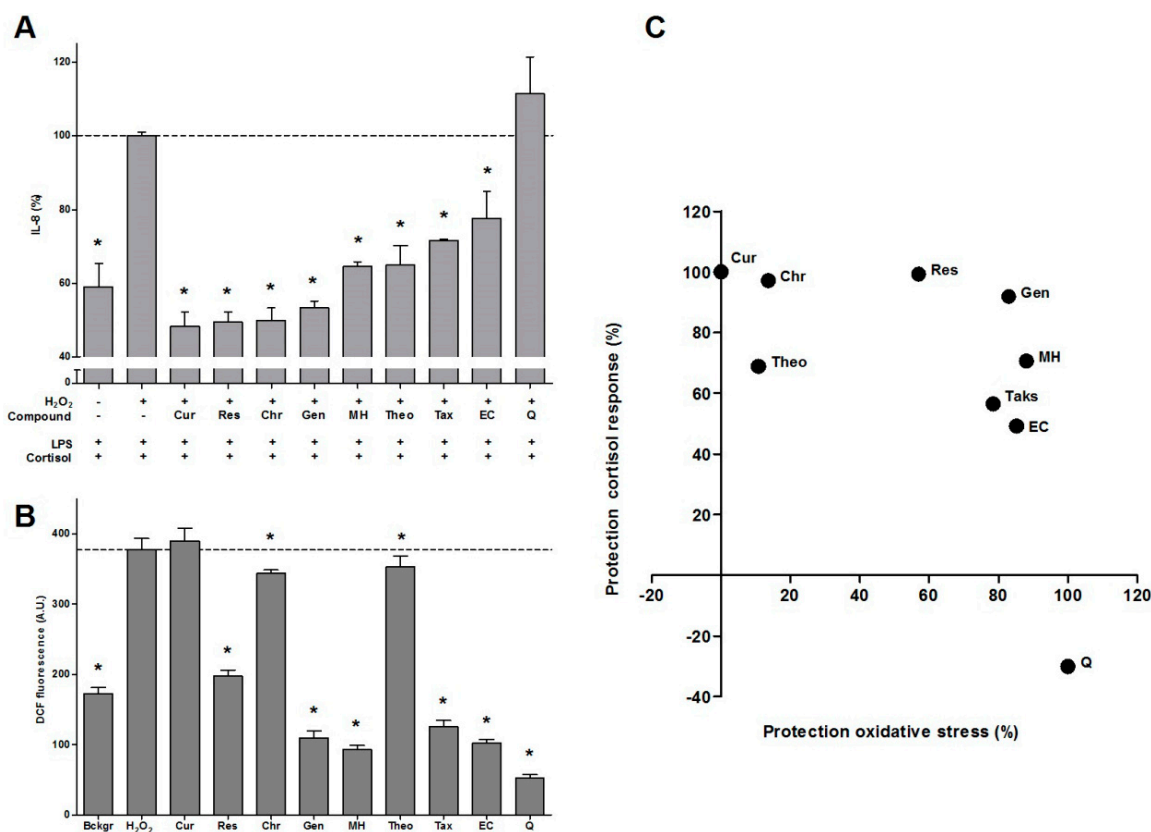 A
120
100
80
60
40
0
IL-8 (%)
* * * * * * * * *
H₂O₂ - + + + + + + + + + +
Compound - - Cur Res Chr Gen MH Theo Tax EC Q
LPS + + + + + + + + + + +
Cortisol + + + + + + + + + + +
B
400
300
200
100
0
DCF fluorescence (A.U.)
* * * * * * * * *
Bckgr H₂O₂ Cur Res Chr Gen MH Theo Tax EC Q
C
120
100
80
60
40
20
-20
-40
Protection cortisol response (%)
Cur
Chr
Res
Gen
Theo
MH
Taks
EC
Q
-20 0 20 40 60 80 100 120
Protection oxidative stress (%)